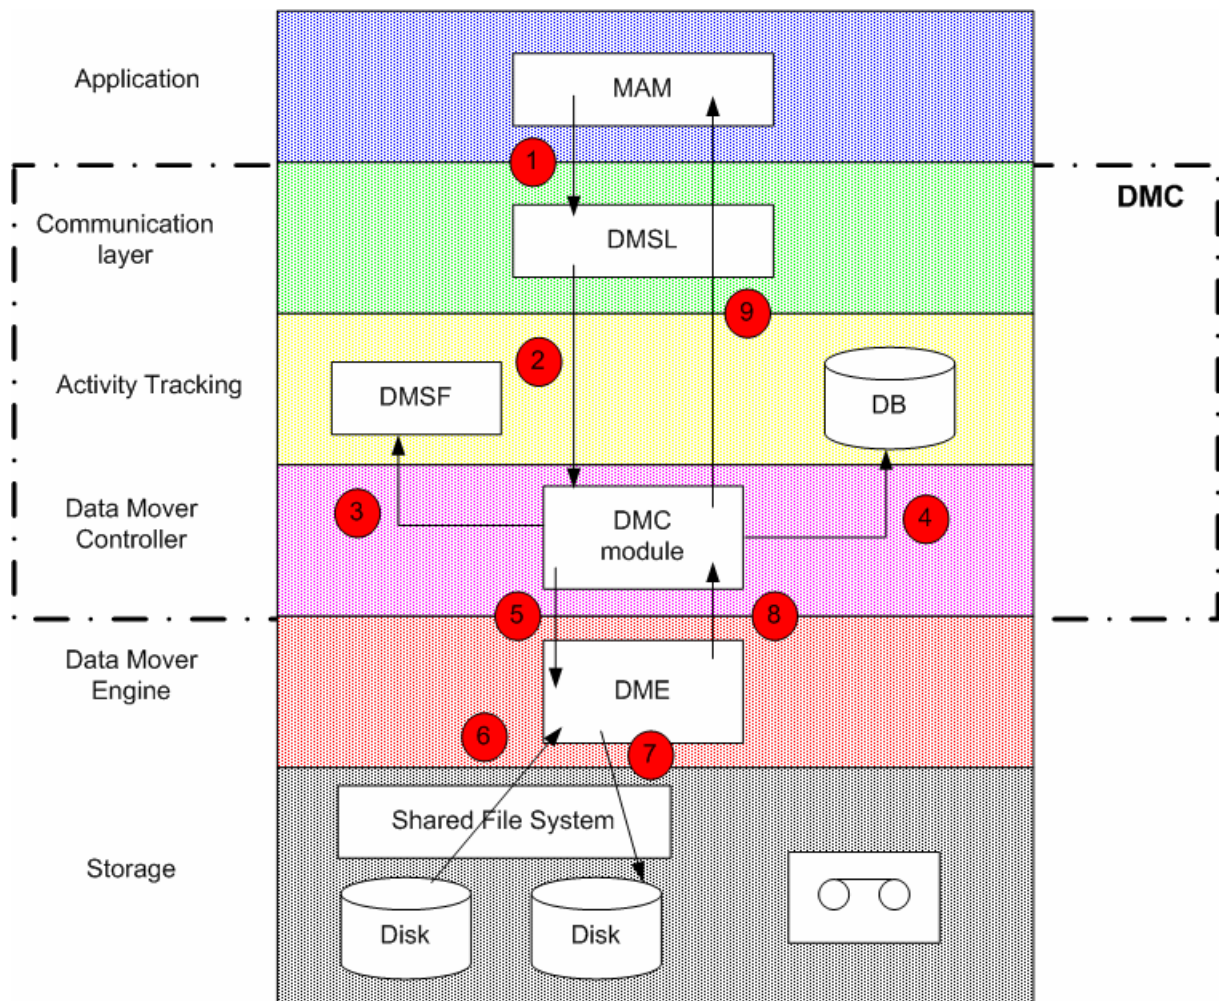 Application
MAM
1
DMC
Communication
layer
DMSL
9
2
Activity Tracking
DMSF
DB
Data Mover
Controller
3
DMC
module
4
5
8
Data Mover
Engine
DME
6
7
Shared File System
Storage
Disk
Disk